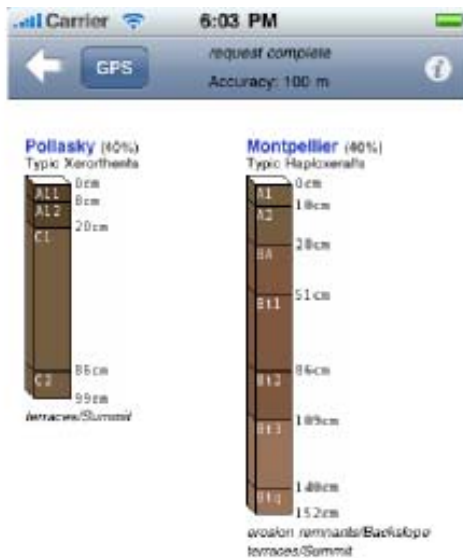 Carrier 6:03 PM
GPS
request complete
Accuracy: 100 m
Pollasky (40%)
Typic Xerorthents
0cm
A11
8cm
A12
20cm
C1
86cm
C2
99cm
terraces/Summit
Montpellier (40%)
Typic Haploxeralfs
0cm
A1
10cm
A2
28cm
BA
51cm
Bt1
86cm
Bt2
109cm
Bt3
140cm
Btq
152cm
erosion remnants/Backslope
terraces/Summit